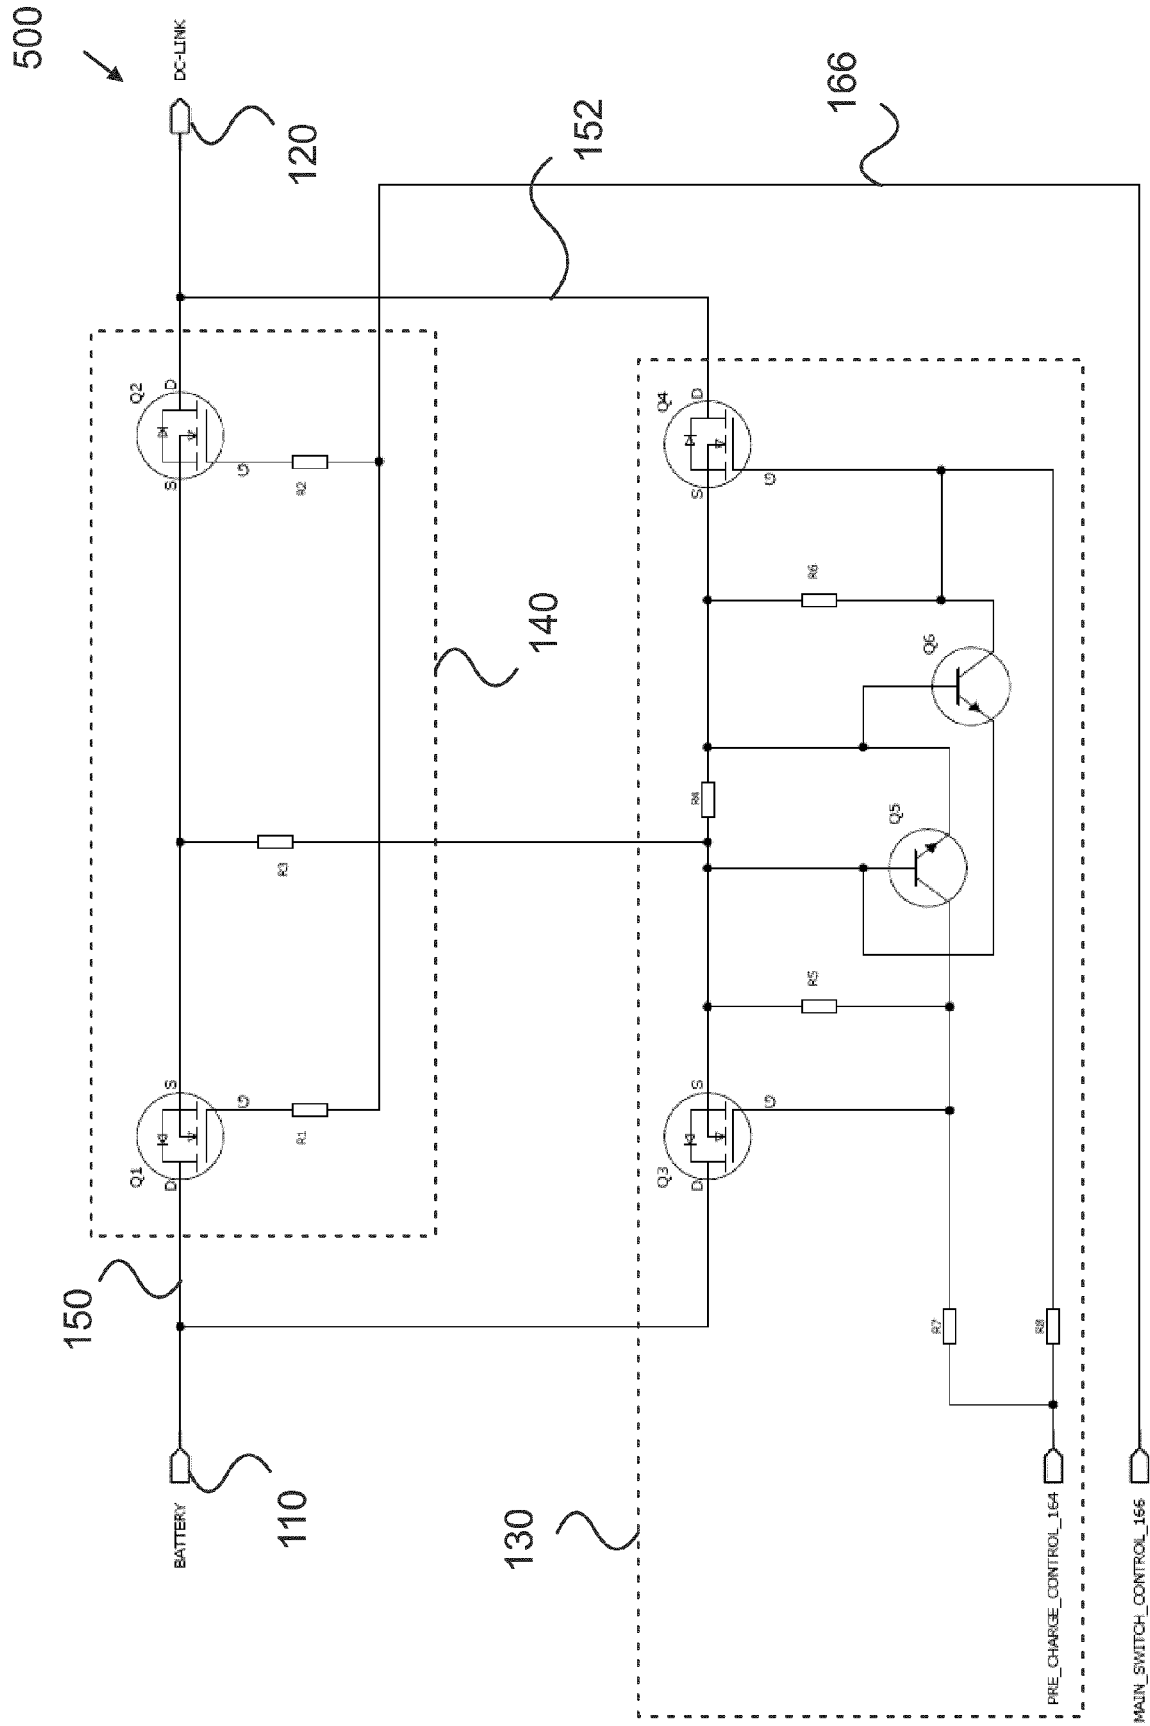 500
DC-LINK
120
152
166
Q2
D
S
G
R2
Q4
D
S
G
R6
140
Q6
R4
Q5
R3
R5
Q1
S
D
G
R1
Q3
S
D
G
150
R7
R8
BATTERY
110
130
PRE_CHARGE_CONTROL_164
MAIN_SWITCH_CONTROL_166